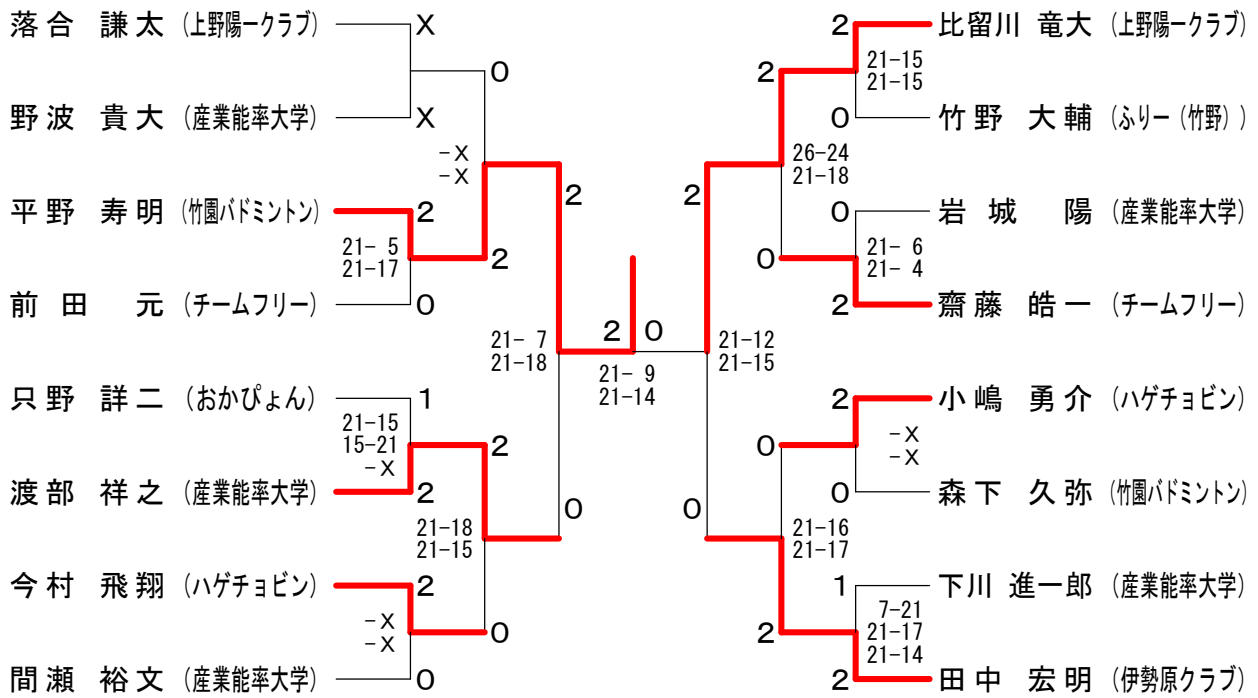 落合 謙太 (上野陽一クラブ)
X
0
野波 貴大 (産業能率大学)
X
-X
-X
平野 寿明 (竹園バドミントン)
2
21- 5
21-17
2
前田 元 (チームフリー)
0
2
21- 7
21-18
只野 詳二 (おかぴょん)
1
21-15
15-21
-X
2
渡部 祥之 (産業能率大学)
2
0
21-18
21-15
今村 飛翔 (ハゲチョビン)
2
-X
-X
0
間瀬 裕文 (産業能率大学)
0
2 0
21- 9
21-14
2 比留川 竜大 (上野陽一クラブ)
21-15
21-15
2
0 竹野 大輔 (ふりー(竹野))
26-24
21-18
2
0 岩城 陽 (産業能率大学)
21- 6
21- 4
0
2 齋藤 皓一 (チームフリー)
21-12
21-15
2 小嶋 勇介 (ハゲチョビン)
-X
-X
0
0 森下 久弥 (竹園バドミントン)
0
21-16
21-17
1 下川 進一郎 (産業能率大学)
7-21
21-17
21-14
2
2 田中 宏明 (伊勢原クラブ)